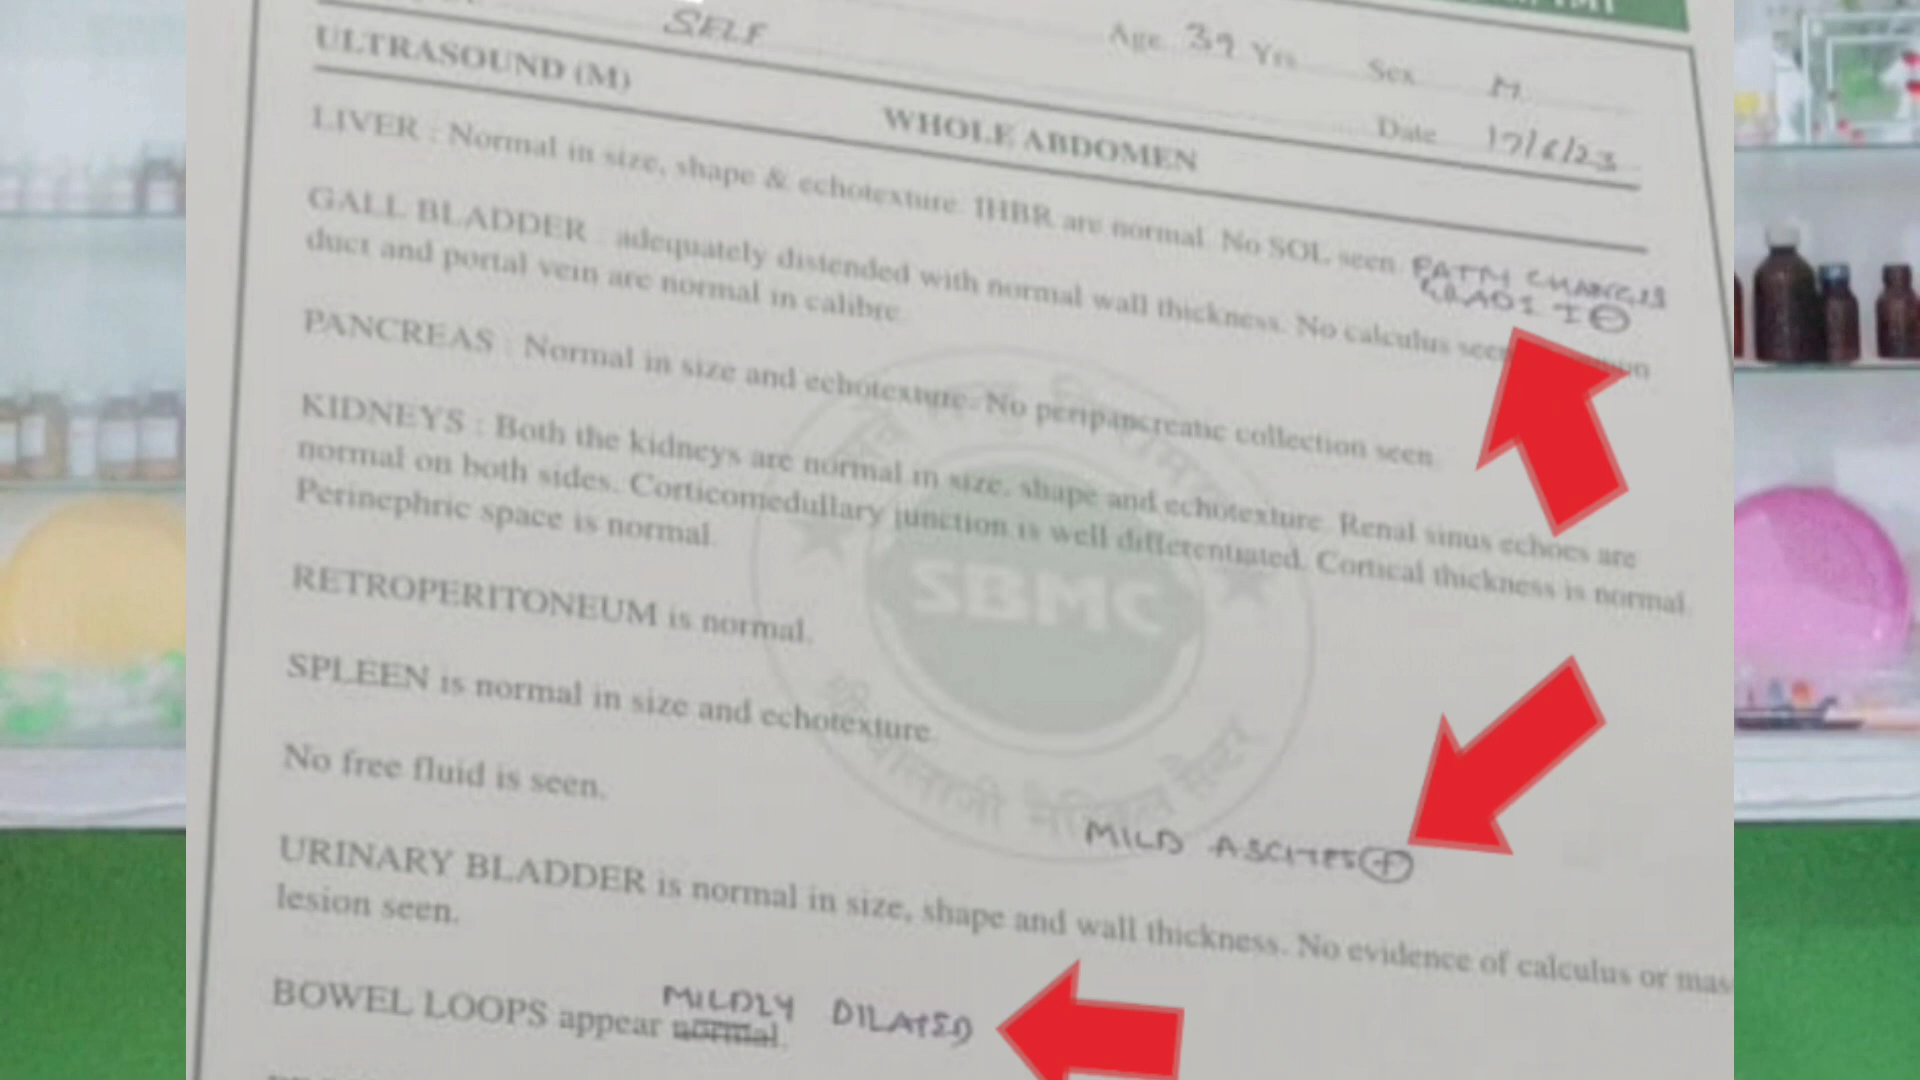 SELF Age 39 Yrs Sex M
ULTRASOUND (M) Date 17/6/23
WHOLE ABDOMEN
LIVER : Normal in size, shape & echotexture. IHBR are normal. No SOL seen. FATTY CHANGES
GRADE I
GALL BLADDER : adequately distended with normal wall thickness. No calculus seen.
duct and portal vein are normal in calibre.
PANCREAS : Normal in size and echotexture. No peripancreatic collection seen.
KIDNEYS : Both the kidneys are normal in size, shape and echotexture. Renal sinus echoes are
normal on both sides. Corticomedullary junction is well differentiated. Cortical thickness is normal
Perinephric space is normal.
RETROPERITONEUM is normal.
SBMC
SPLEEN is normal in size and echotexture.
No free fluid is seen.
MILD ASCITES ⊕
URINARY BLADDER is normal in size, shape and wall thickness. No evidence of calculus or mas
lesion seen.
MILDLY DILATED
BOWEL LOOPS appear normal.